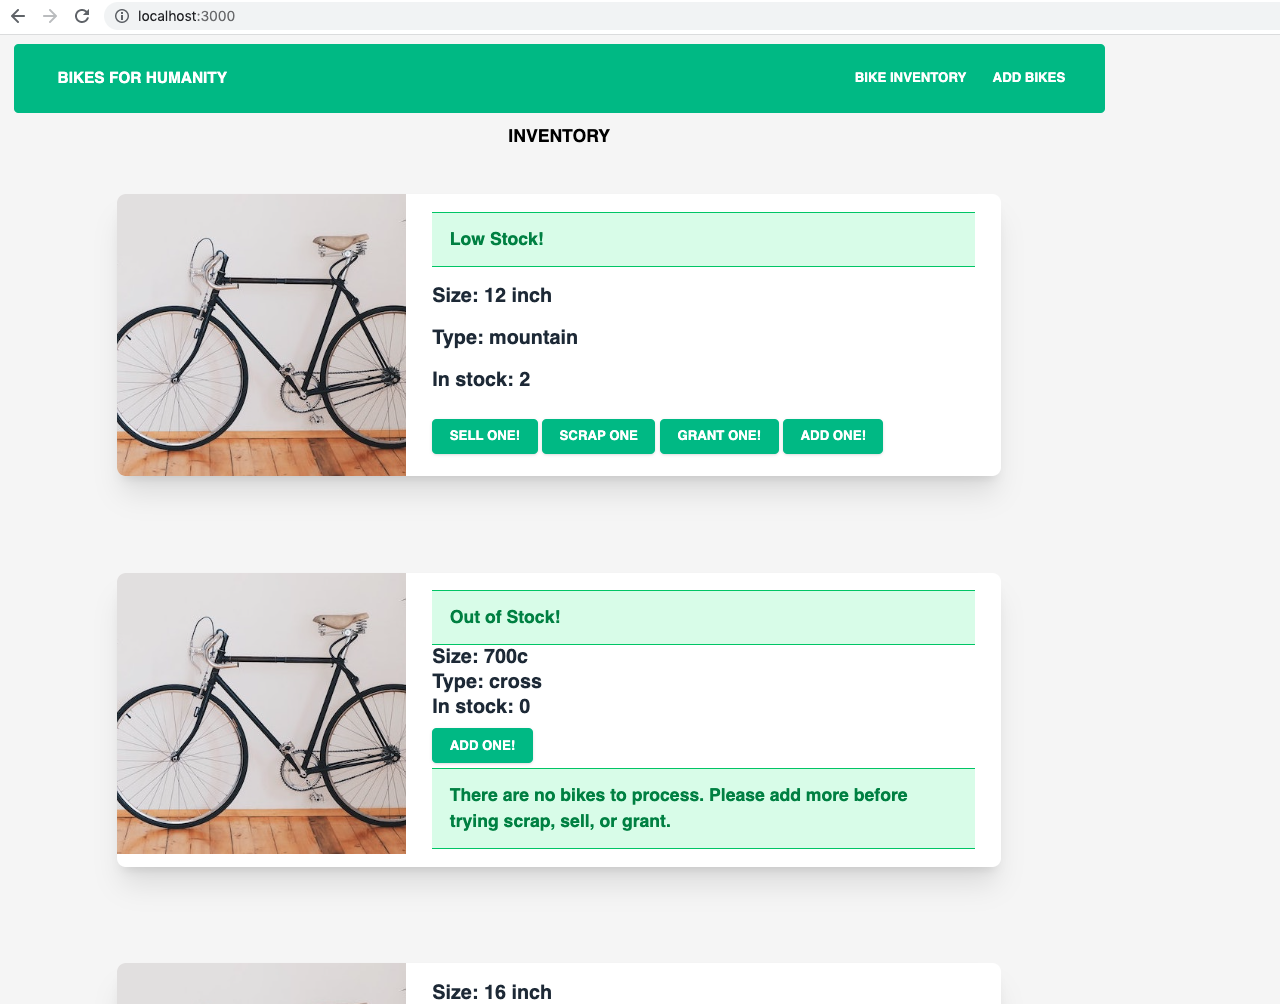 localhost:3000
BIKES FOR HUMANITY
BIKE INVENTORY
ADD BIKES
INVENTORY
Low Stock!
Size: 12 inch
Type: mountain
In stock: 2
SELL ONE!
SCRAP ONE
GRANT ONE!
ADD ONE!
Out of Stock!
Size: 700c
Type: cross
In stock: 0
ADD ONE!
There are no bikes to process. Please add more before
trying scrap, sell, or grant.
Size: 16 inch